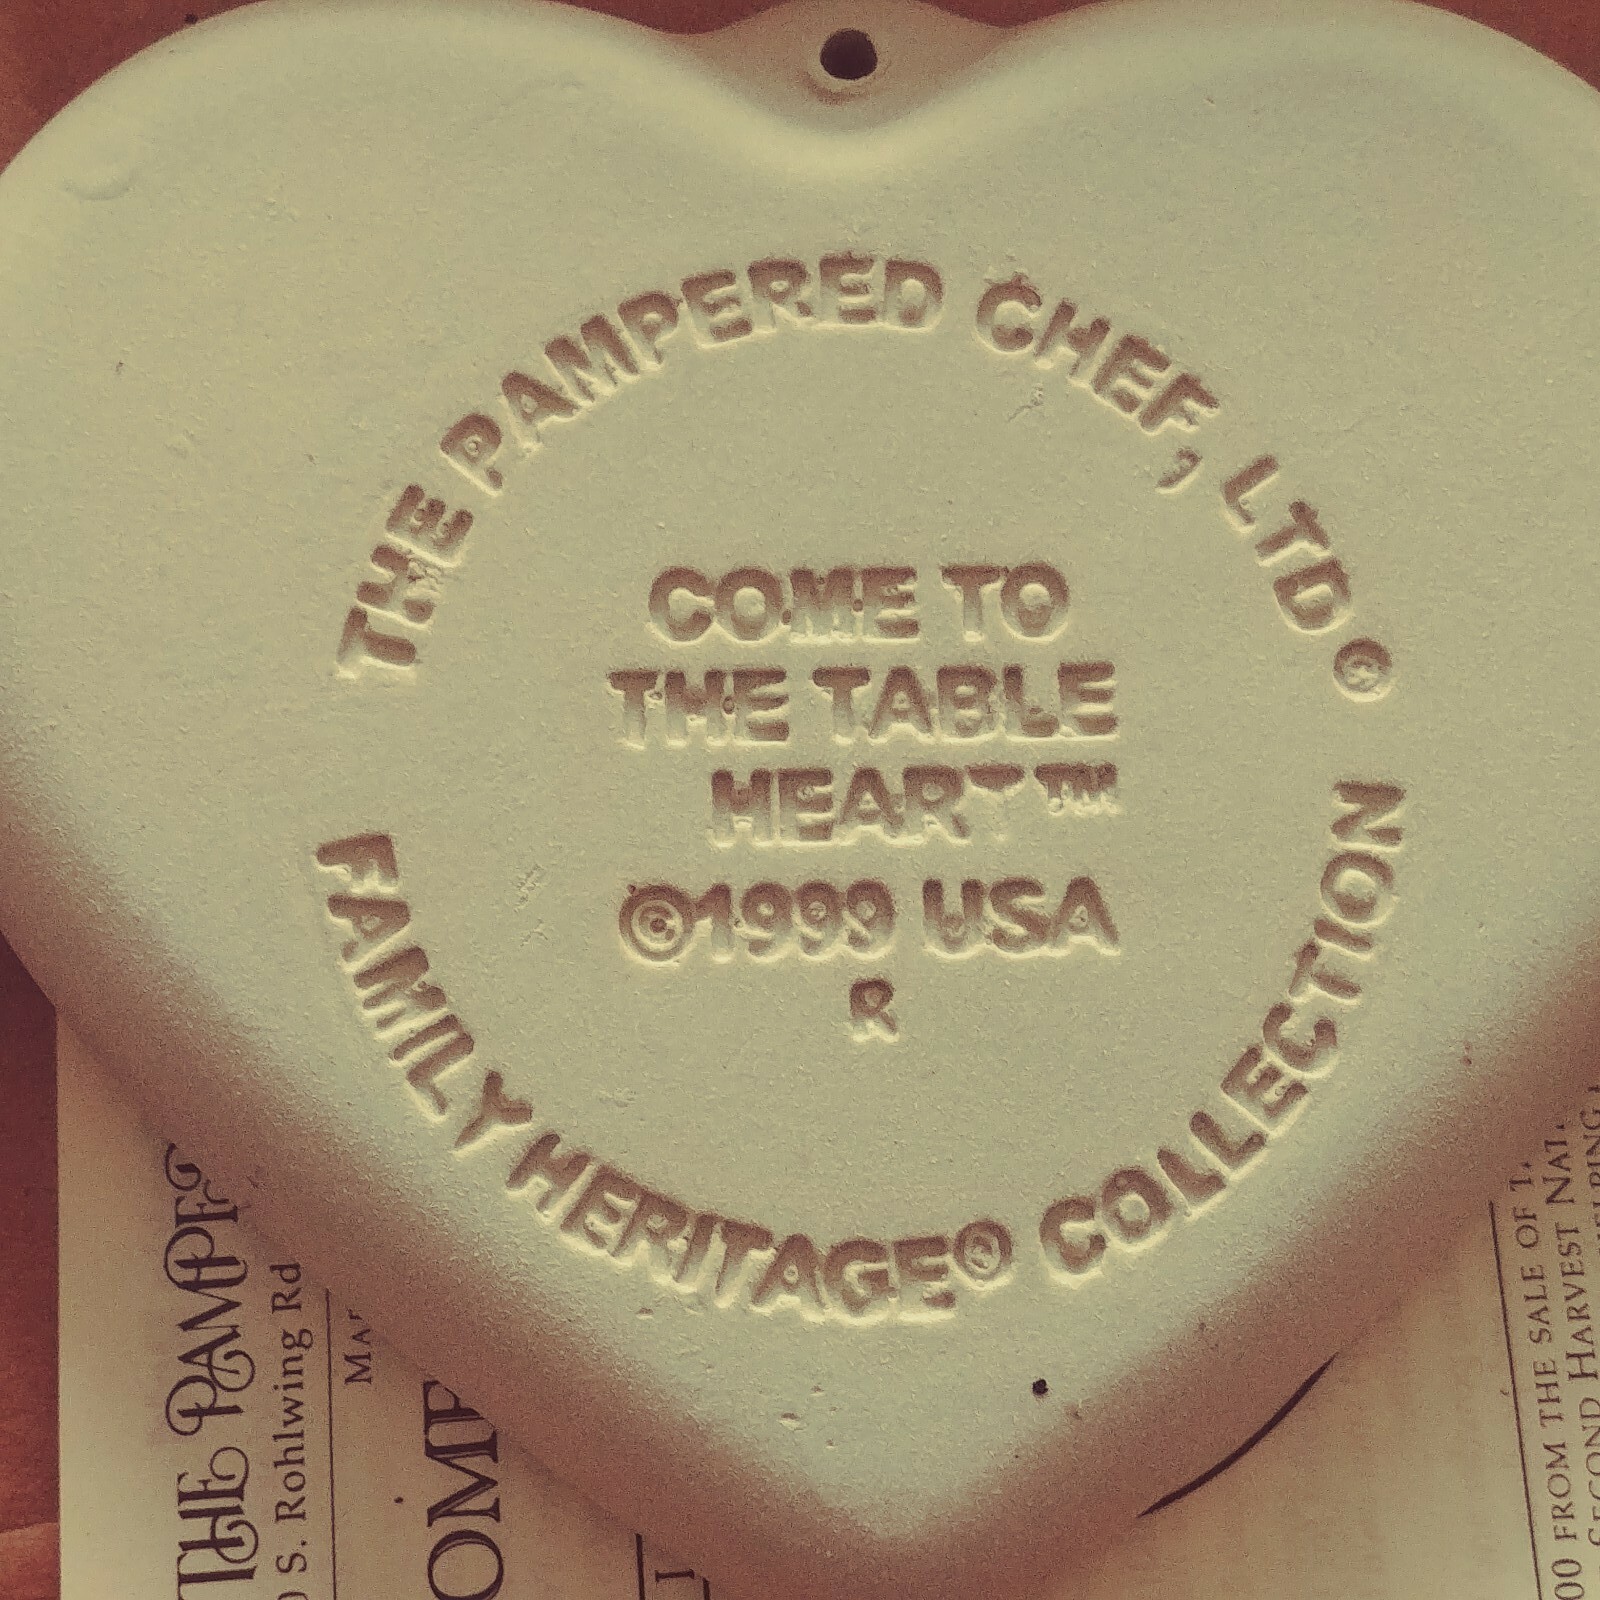 THE PAMPERED CHEF, LTD®
COME TO
THE TABLE
HEART™
©1999 USA
R
FAMILY HERITAGE® COLLECTION
THE PAMPE
S. Rohlwing Rd
00 FROM THE SALE OF T
SECOND HARVEST NAT